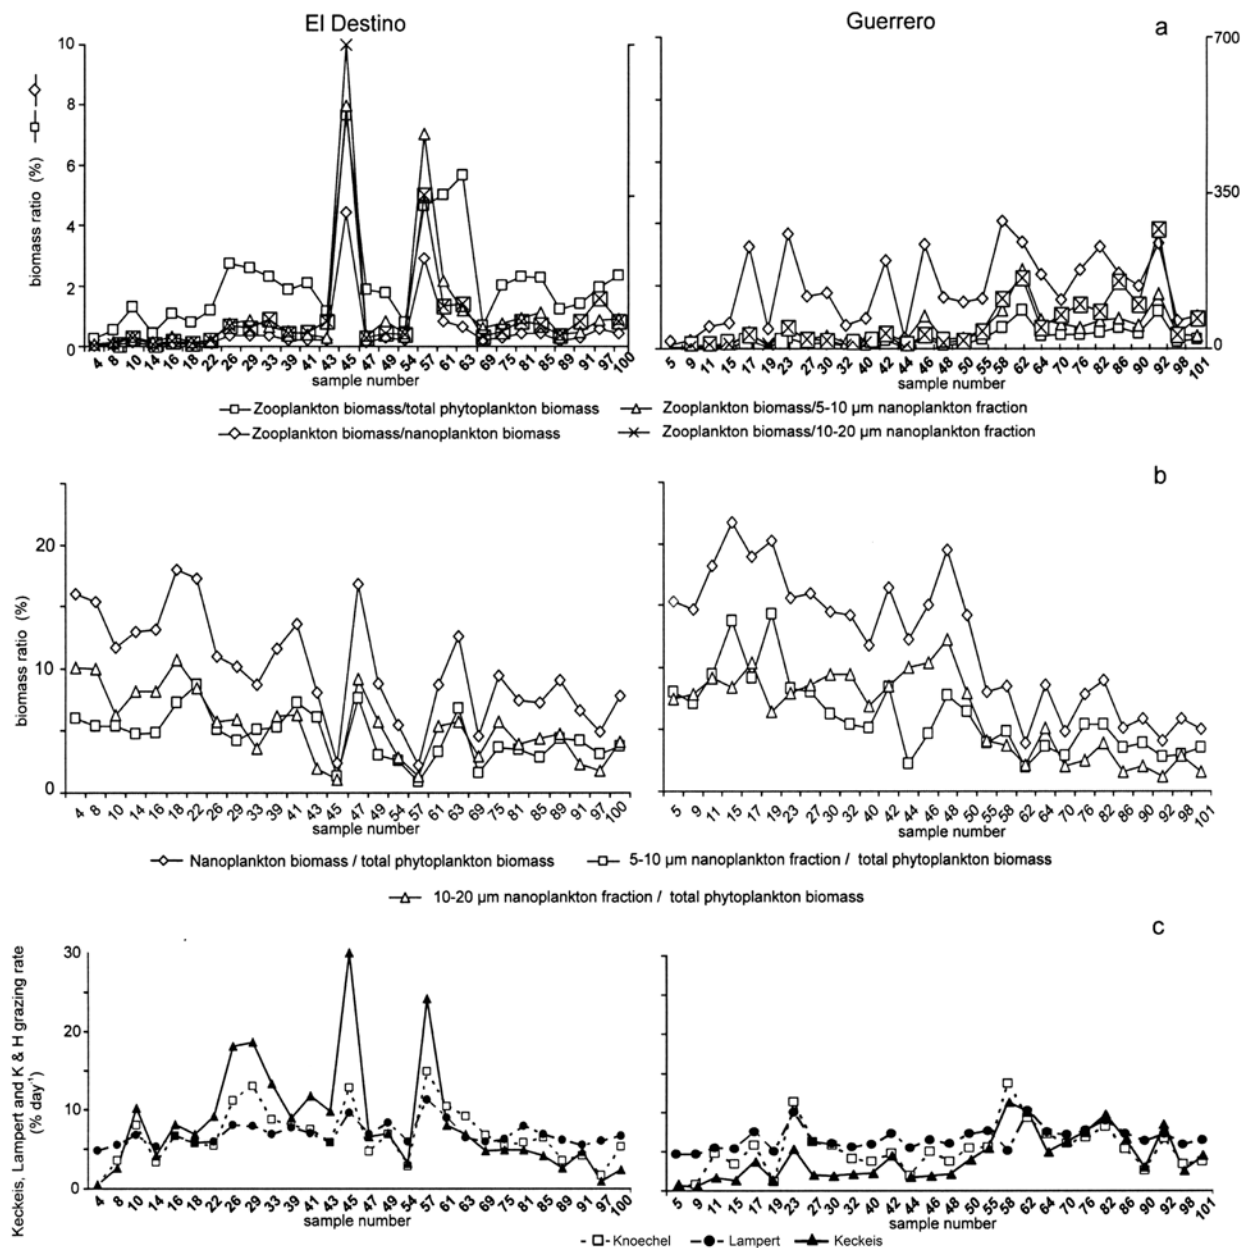 El Destino
Guerrero
a
biomass ratio (%)
10
8
6
4
2
0
700
350
0
4 8 10 14 16 18 22 26 29 33 39 41 43 45 47 49 54 57 61 63 69 75 81 85 89 91 97 100
sample number
5 9 11 15 17 19 23 27 30 32 40 42 44 46 48 50 55 58 62 64 70 76 82 86 90 92 98 101
sample number
Zooplankton biomass/total phytoplankton biomass
Zooplankton biomass/5-10 µm nanoplankton fraction
Zooplankton biomass/nanoplankton biomass
Zooplankton biomass/10-20 µm nanoplankton fraction
b
biomass ratio (%)
20
10
0
4 8 10 14 16 18 22 26 29 33 39 41 43 45 47 49 54 57 61 63 69 75 81 85 89 91 97 100
sample number
5 9 11 15 17 19 23 27 30 32 40 42 44 46 48 50 55 58 62 64 70 76 82 86 90 92 98 101
sample number
Nanoplankton biomass / total phytoplankton biomass
5-10 µm nanoplankton fraction / total phytoplankton biomass
10-20 µm nanoplankton fraction / total phytoplankton biomass
c
Keckeis, Lampert and K & H grazing rate
(% day⁻¹)
30
20
10
0
4 8 10 14 16 18 22 26 29 33 39 41 43 45 47 49 54 57 61 63 69 75 81 85 89 91 97 100
sample number
5 9 11 15 17 19 23 27 30 32 40 42 44 46 48 50 55 58 62 64 70 76 82 86 90 92 98 101
sample number
Knoechel
Lampert
Keckeis